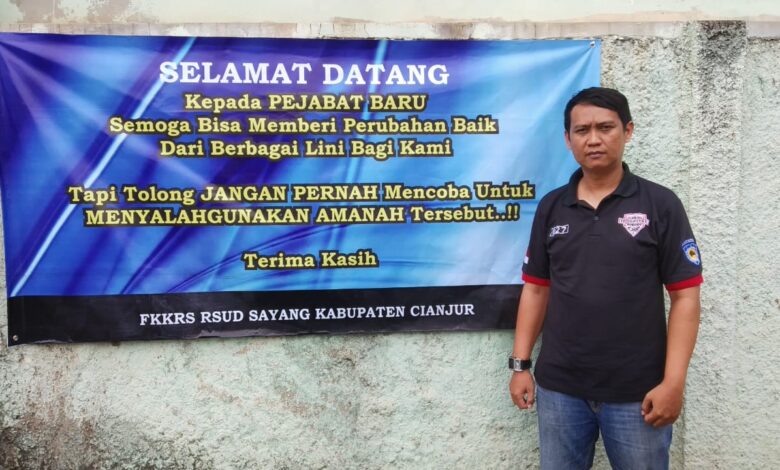 SELAMAT DATANG
Kepada PEJABAT BARU
Semoga Bisa Memberi Perubahan Baik
Dari Berbagai Lini Bagi Kami
Tapi Tolong JANGAN PERNAH Mencoba Untuk
MENYALAHGUNAKAN AMANAH Tersebut..!!
Terima Kasih
FKKRS RSUD SAYANG KABUPATEN CIANJUR